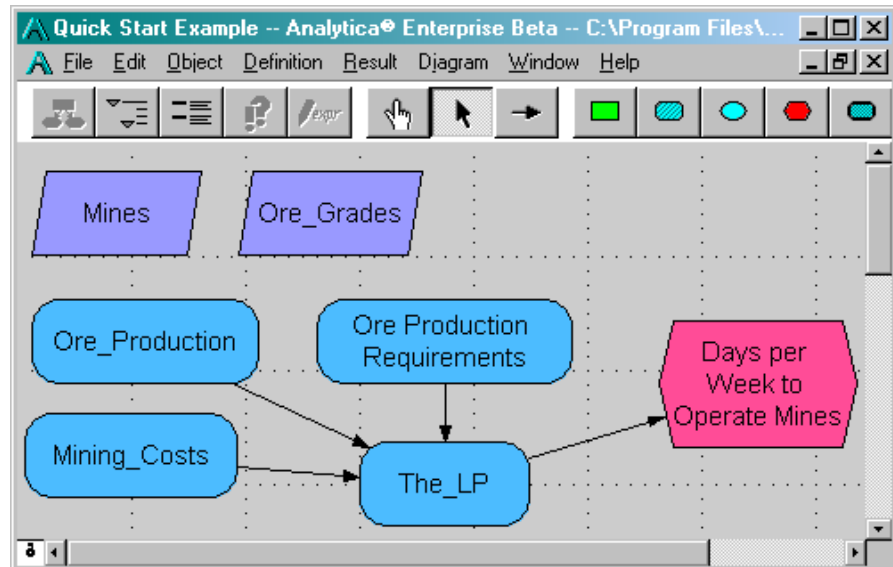 Quick Start Example -- Analytica® Enterprise Beta -- C:\Program Files\...
File Edit Object Definition Result Diagram Window Help
expr
Mines
Ore_Grades
Ore_Production
Ore Production
Requirements
Days per
Week to
Operate Mines
Mining_Costs
The_LP